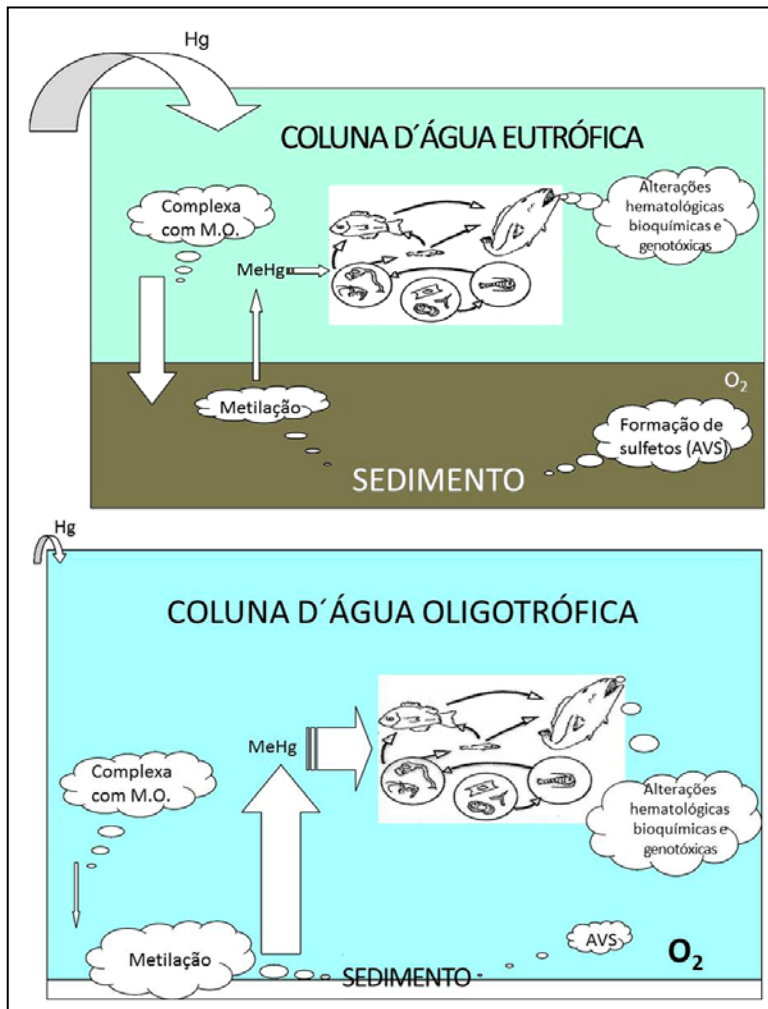 Hg
COLUNA D´ÁGUA EUTRÓFICA
Complexa
com M.O.
Alterações
hematológicas
bioquímicas e
genotóxicas
MeHg
O2
Metilação
Formação de
sulfetos (AVS)
SEDIMENTO
Hg
COLUNA D´ÁGUA OLIGOTRÓFICA
MeHg
Complexa
com M.O.
Alterações
hematológicas
bioquímicas e
genotóxicas
AVS
O2
Metilação
SEDIMENTO